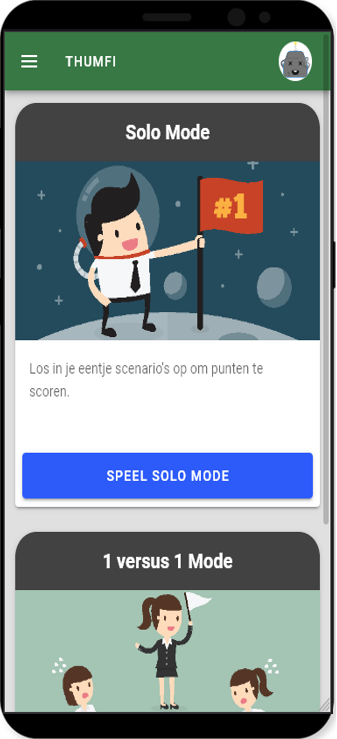 THUMFI
Solo Mode
#1
Los in je eentje scenario's op om punten te
scoren.
SPEEL SOLO MODE
1 versus 1 Mode